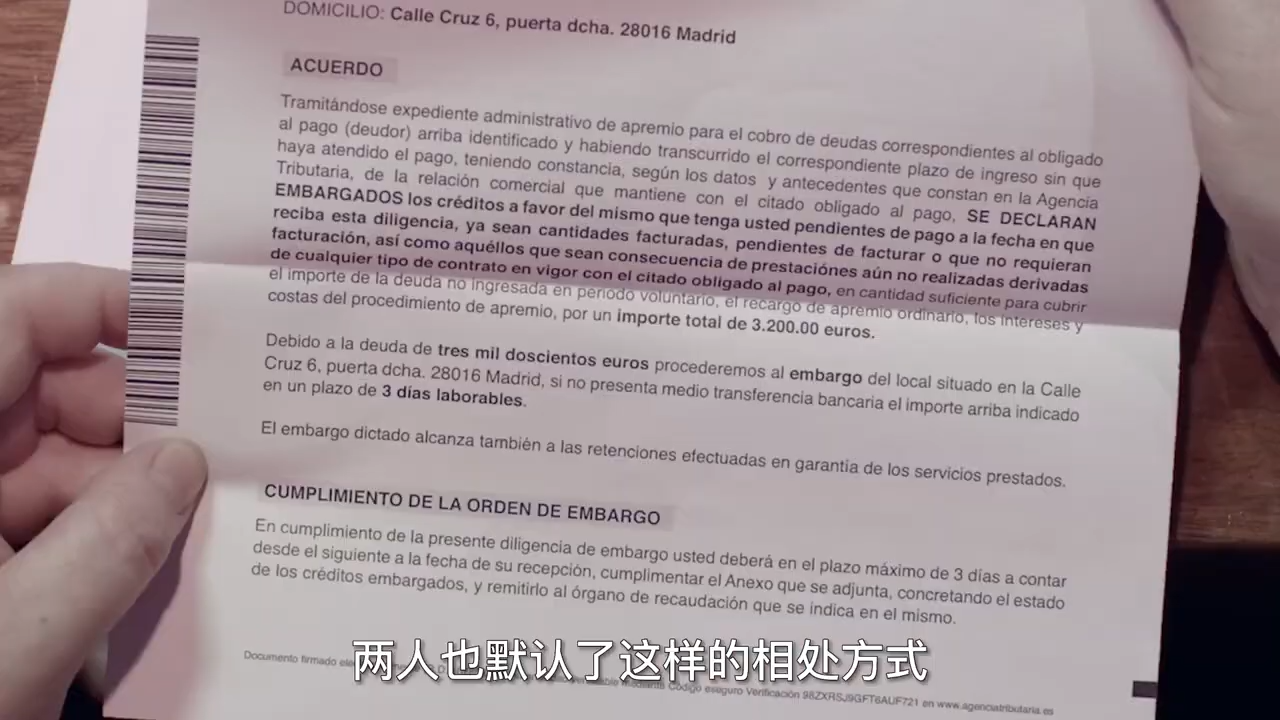 DOMICILIO: Calle Cruz 6, puerta dcha. 28016 Madrid
ACUERDO
Tramitándose expediente administrativo de apremio para el cobro de deudas correspondientes al obligado
al pago (deudor) arriba identificado y habiendo transcurrido el correspondiente plazo de ingreso sin que
haya atendido el pago, teniendo constancia, según los datos y antecedentes que constan en la Agencia
Tributaria, de la relación comercial que mantiene con el citado obligado al pago, SE DECLARAN
EMBARGADOS los créditos a favor del mismo que tenga usted pendientes de pago a la fecha en que
reciba esta diligencia, ya sean cantidades facturadas, pendientes de facturar o que no requieran
facturación, así como aquéllos que sean consecuencia de prestaciónes aún no realizadas derivadas
de cualquier tipo de contrato en vigor con el citado obligado al pago, en cantidad suficiente para cubrir
el importe de la deuda no ingresada en periodo voluntario, el recargo de apremio ordinario, los intereses y
costas del procedimiento de apremio, por un importe total de 3.200.00 euros.
Debido a la deuda de tres mil doscientos euros procederemos al embargo del local situado en la Calle
Cruz 6, puerta dcha. 28016 Madrid, si no presenta medio transferencia bancaria el importe arriba indicado
en un plazo de 3 días laborables.
El embargo dictado alcanza también a las retenciones efectuadas en garantia de los servicios prestados.
CUMPLIMIENTO DE LA ORDEN DE EMBARGO
En cumplimiento de la presente diligencia de embargo usted deberá en el plazo máximo de 3 días a contar
desde el siguiente a la fecha de su recepción, cumplimentar el Anexo que se adjunta, concretando el estado
de los créditos embargados, y remitirlo al órgano de recaudación que se indica en el mismo.
Documento firmado mediante Código eseguro Verificación 98ZXRSJ9GFT6AUF721 en www.agenciatributaria.es
两人也默认了这样的相处方式